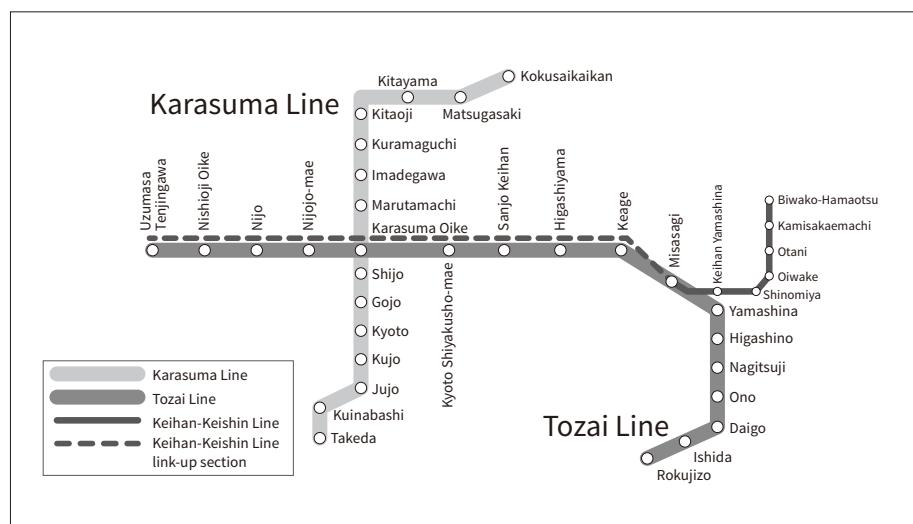 Karasuma Line
Kitayama
Kokusaikaikan
Matsugasaki
Kitaoji
Kuramaguchi
Imadegawa
Marutamachi
Karasuma Oike
Uzumasa
Tenjingawa
Nishioji Oike
Nijo
Nijojo-mae
Sanjo Keihan
Higashiyama
Keage
Misasagi
Keihan Yamashina
Biwako-Hamaotsu
Kamisakaemachi
Otani
Oiwake
Shinomiya
Shijo
Gojo
Kyoto
Kujo
Jujo
Kuinabashi
Takeda
Kyoto Shiyakusho-mae
Yamashina
Higashino
Nagitsuji
Ono
Daigo
Ishida
Rokujizo
Tozai Line
Karasuma Line
Tozai Line
Keihan-Keishin Line
Keihan-Keishin Line
link-up section